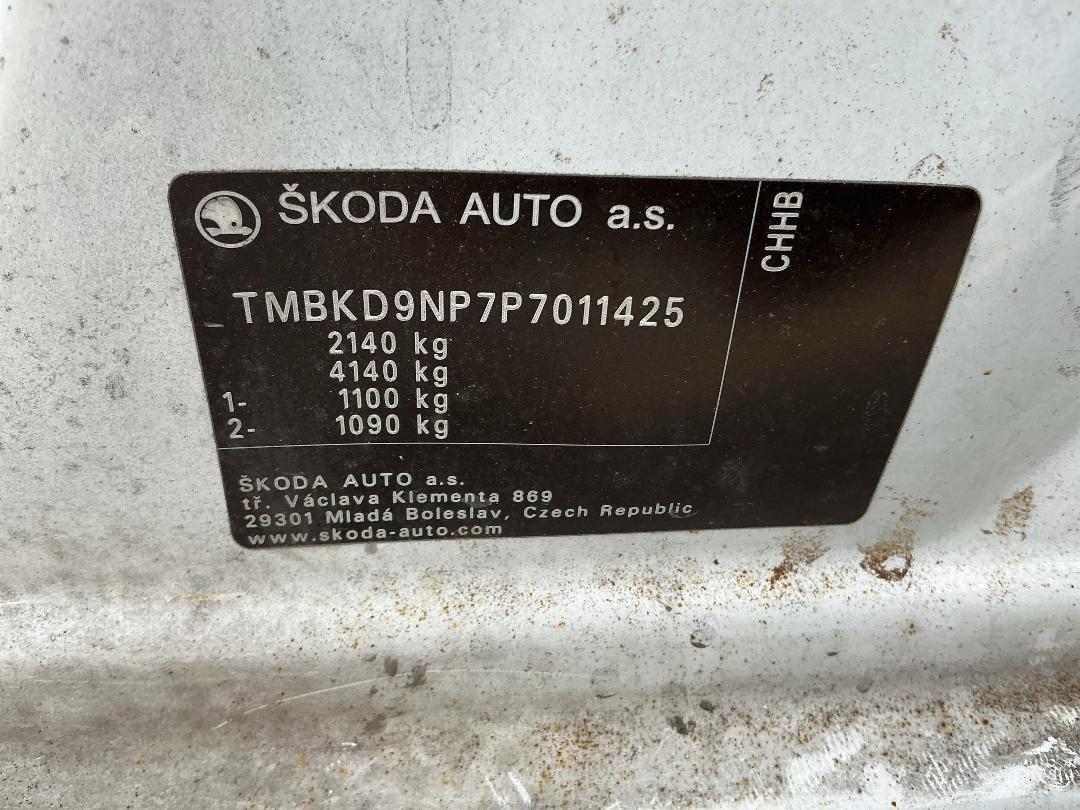 ŠKODA AUTO a.s.
CHHB
TMBKD9NP7P7011425
2140 kg
4140 kg
1- 1100 kg
2- 1090 kg
ŠKODA AUTO a.s.
tř. Václava Klementa 869
29301 Mladá Boleslav, Czech Republic
www.skoda-auto.com